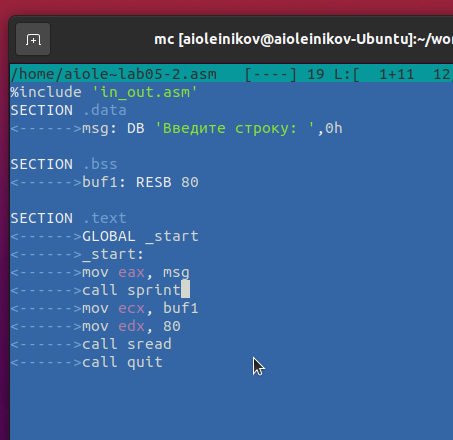 mc [aioleinikov@aioleinikov-Ubuntu]:~/wor
/home/aiole~lab05-2.asm [----] 19 L:[ 1+11 12
%include 'in_out.asm'
SECTION .data
<------>msg: DB 'Введите строку: ',0h
SECTION .bss
<------>buf1: RESB 80
SECTION .text
<------>GLOBAL _start
<------>_start:
<------>mov eax, msg
<------>call sprint
<------>mov ecx, buf1
<------>mov edx, 80
<------>call sread
<------>call quit